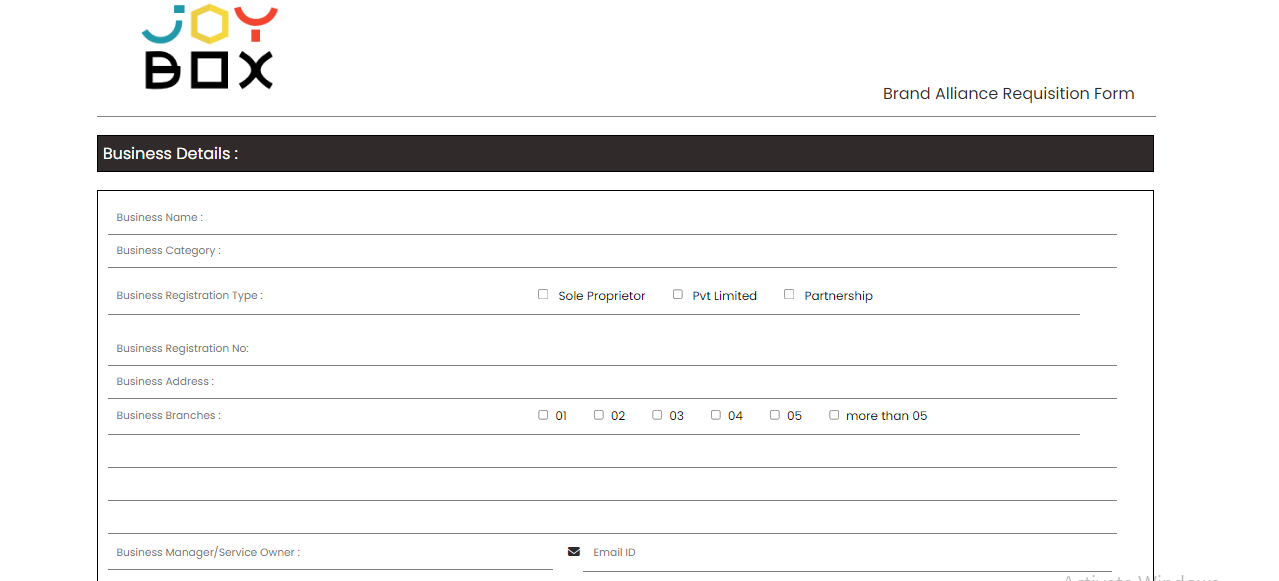 JOY
BOX
Brand Alliance Requisition Form
Business Details :
Business Name :
Business Category :
Business Registration Type : Sole Proprietor Pvt Limited Partnership
Business Registration No:
Business Address :
Business Branches : 01 02 03 04 05 more than 05
Business Manager/Service Owner : Email ID
Activate Windows